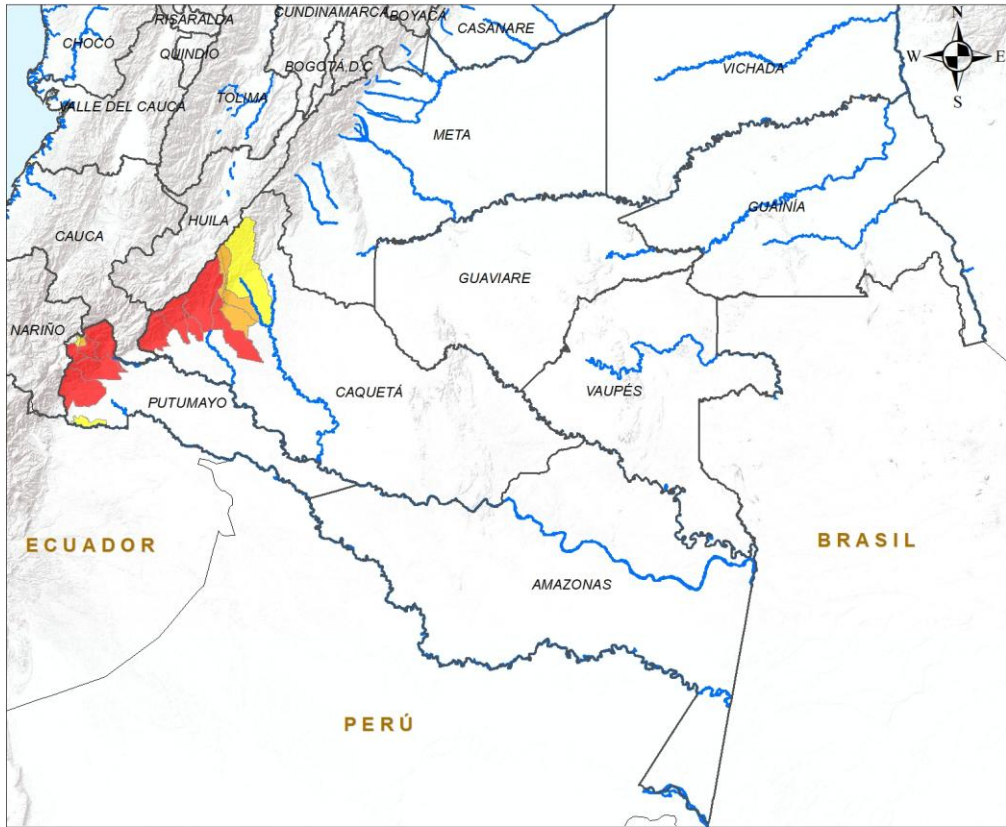 CUNDINAMARCA
BOYACÁ
RISARALDA
CASANARE
N
CHOCÓ
QUINDÍO
BOGOTÁ D.C
VICHADA
W
E
TOLIMA
VALLE DEL CAUCA
S
META
GUAINÍA
HUILA
CAUCA
GUAVIARE
NARIÑO
CAQUETÁ
VAUPÉS
PUTUMAYO
ECUADOR
BRASIL
AMAZONAS
PERÚ